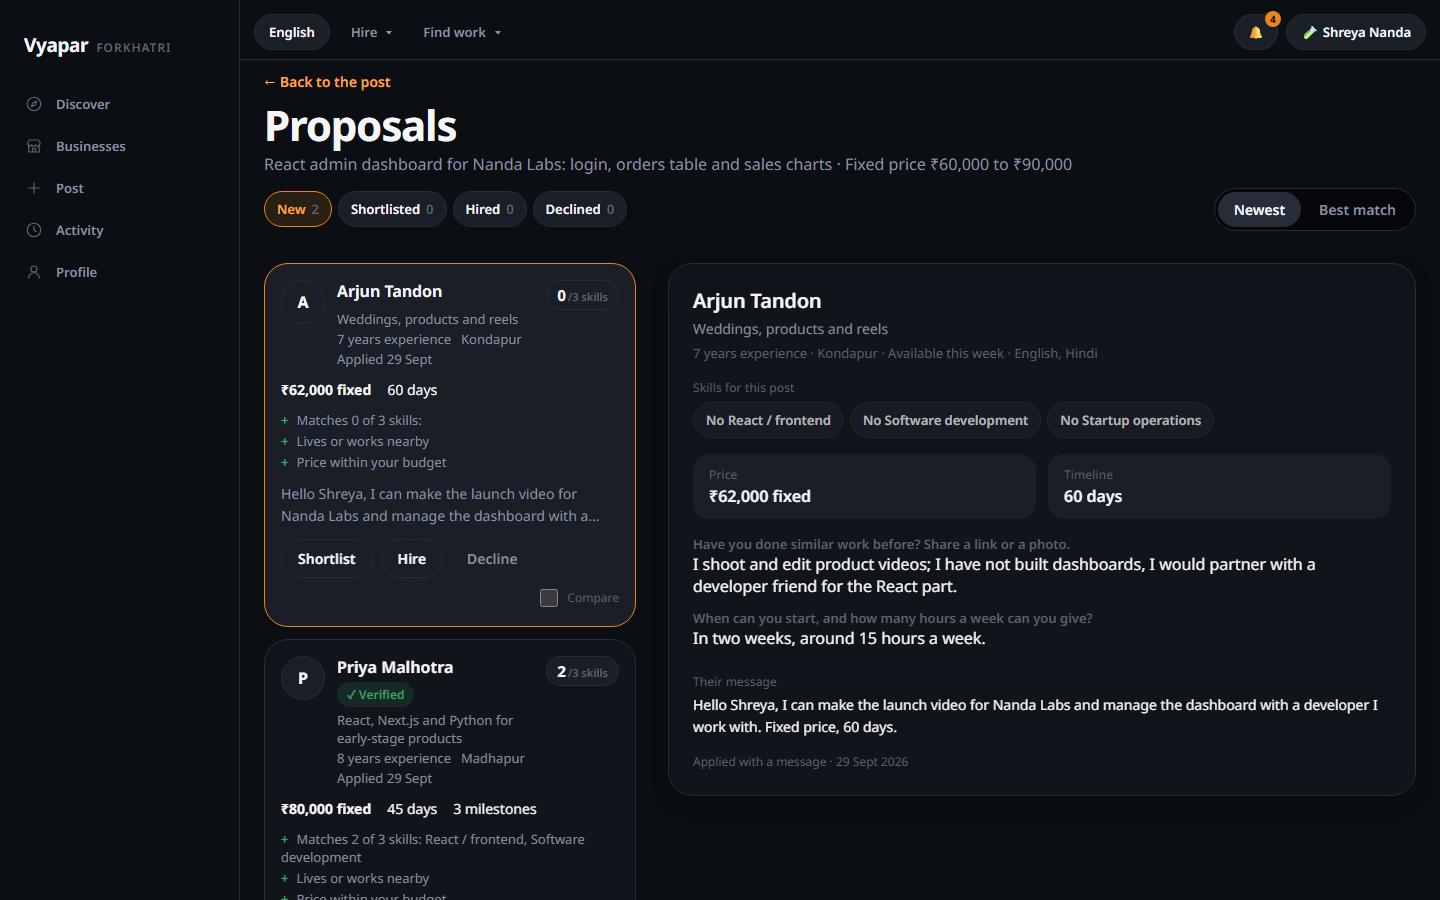 Vyapar FORKHATRI
Discover
Businesses
Post
Activity
Profile
English
Hire
Find work
4
Shreya Nanda
← Back to the post
Proposals
React admin dashboard for Nanda Labs: login, orders table and sales charts · Fixed price ₹60,000 to ₹90,000
New 2
Shortlisted 0
Hired 0
Declined 0
Newest
Best match
A
Arjun Tandon
0/3 skills
Weddings, products and reels
7 years experience Kondapur
Applied 29 Sept
₹62,000 fixed 60 days
+ Matches 0 of 3 skills:
+ Lives or works nearby
+ Price within your budget
Hello Shreya, I can make the launch video for
Nanda Labs and manage the dashboard with a...
Shortlist
Hire
Decline
Compare
P
Priya Malhotra
2/3 skills
✓ Verified
React, Next.js and Python for
early-stage products
8 years experience Madhapur
Applied 29 Sept
₹80,000 fixed 45 days 3 milestones
+ Matches 2 of 3 skills: React / frontend, Software
development
+ Lives or works nearby
+ Price within your budget
Arjun Tandon
Weddings, products and reels
7 years experience · Kondapur · Available this week · English, Hindi
Skills for this post
No React / frontend
No Software development
No Startup operations
Price
₹62,000 fixed
Timeline
60 days
Have you done similar work before? Share a link or a photo.
I shoot and edit product videos; I have not built dashboards, I would partner with a
developer friend for the React part.
When can you start, and how many hours a week can you give?
In two weeks, around 15 hours a week.
Their message
Hello Shreya, I can make the launch video for Nanda Labs and manage the dashboard with a developer I
work with. Fixed price, 60 days.
Applied with a message · 29 Sept 2026